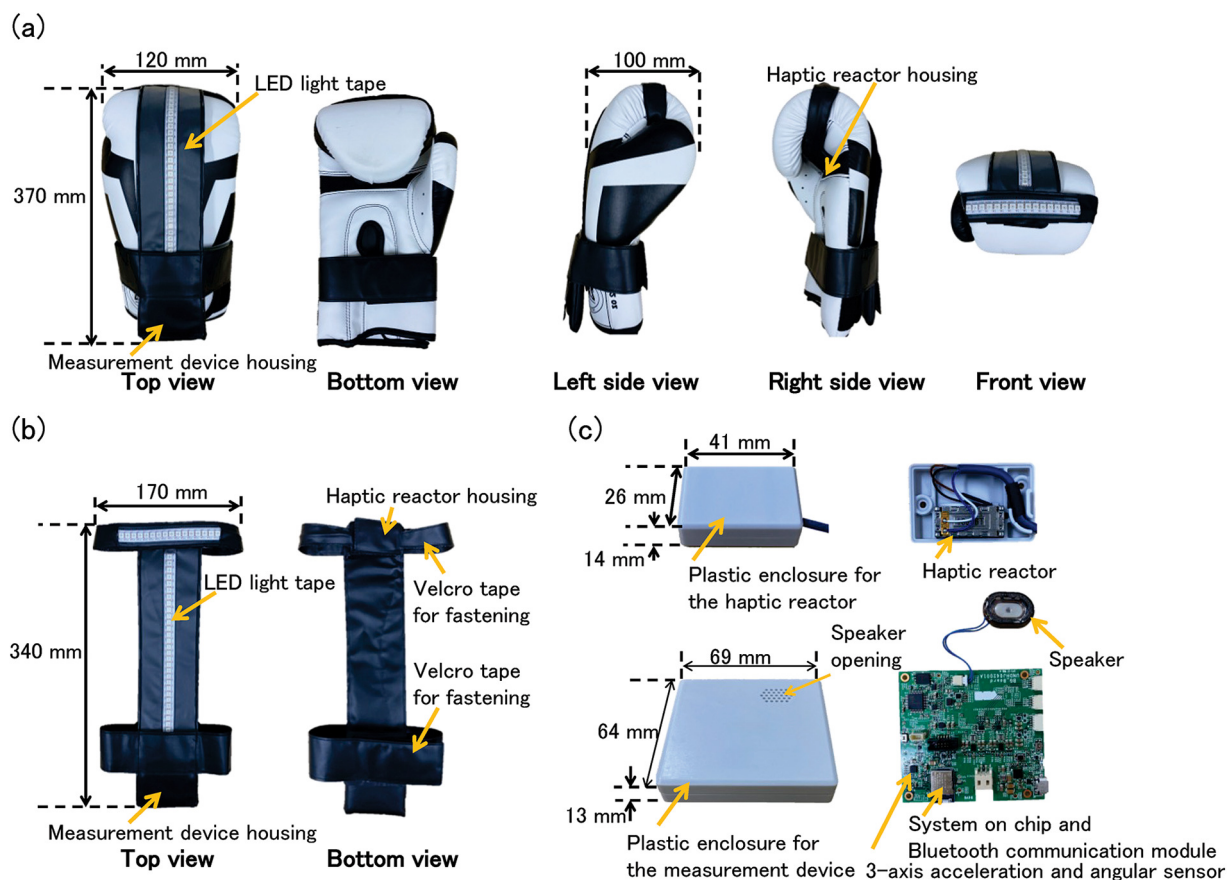 (a)
120 mm
LED light tape
370 mm
Measurement device housing
Top view
Bottom view
100 mm
Left side view
Haptic reactor housing
Right side view
Front view
(b)
170 mm
LED light tape
340 mm
Measurement device housing
Top view
Haptic reactor housing
Velcro tape
for fastening
Velcro tape
for fastening
Bottom view
(c)
41 mm
26 mm
14 mm
Plastic enclosure for
the haptic reactor
Haptic reactor
Speaker
opening
Speaker
69 mm
64 mm
13 mm
Plastic enclosure for
the measurement device
System on chip and
Bluetooth communication module
3-axis acceleration and angular sensor